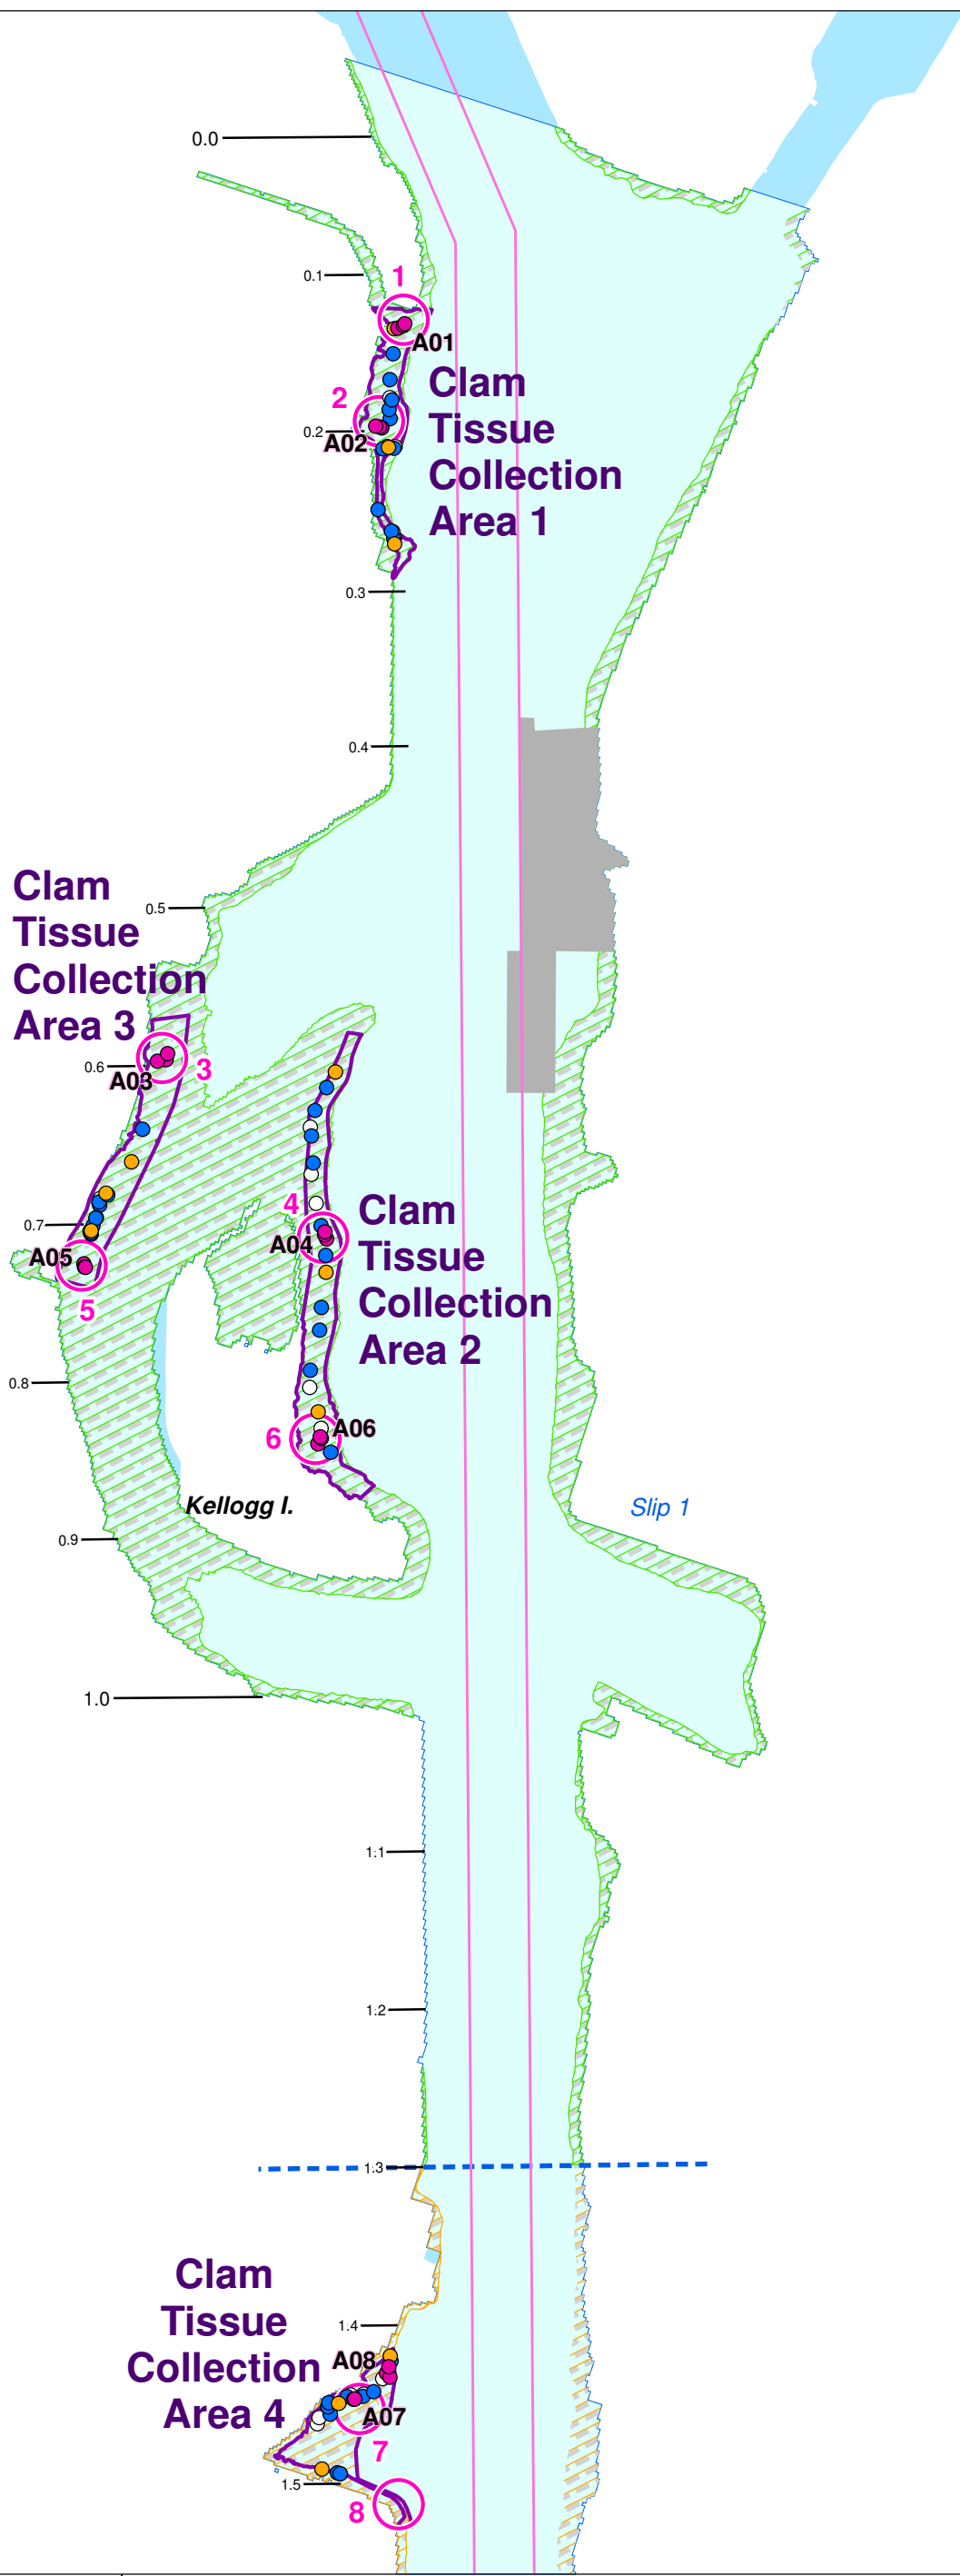 0.0
0.1
1
A01
Clam
Tissue
Collection
Area 1
2
0.2
A02
0.3
0.4
Clam
Tissue
Collection
Area 3
0.5
0.6
A03
3
4
A04
Clam
Tissue
Collection
Area 2
0.7
A05
5
0.8
6
A06
Kellogg I.
Slip 1
0.9
1.0
1:1
1:2
1:3
Clam
Tissue
Collection
Area 4
1.4
A08
A07
7
1.5
8